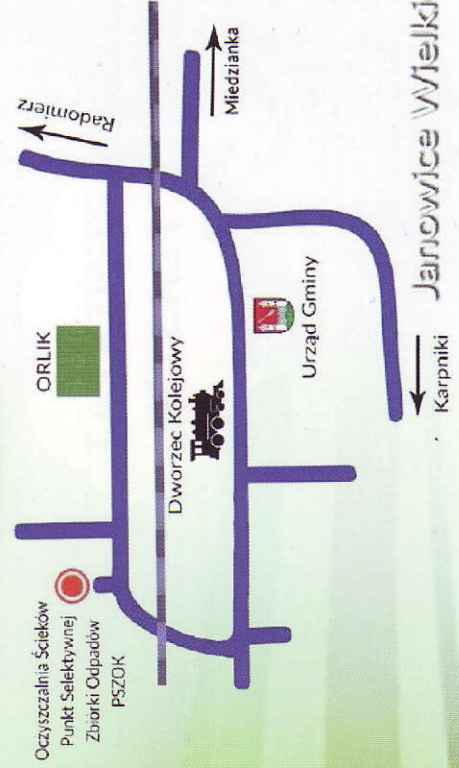 Oczyszczalnia Ścieków
Punkt Selektywnej
Zbiórki Odpadów
PSZOK
ORLIK
Radomierz
Dworzec Kolejowy
Miedzianka
Urząd Gminy
Karpniki
Janowice Wielki